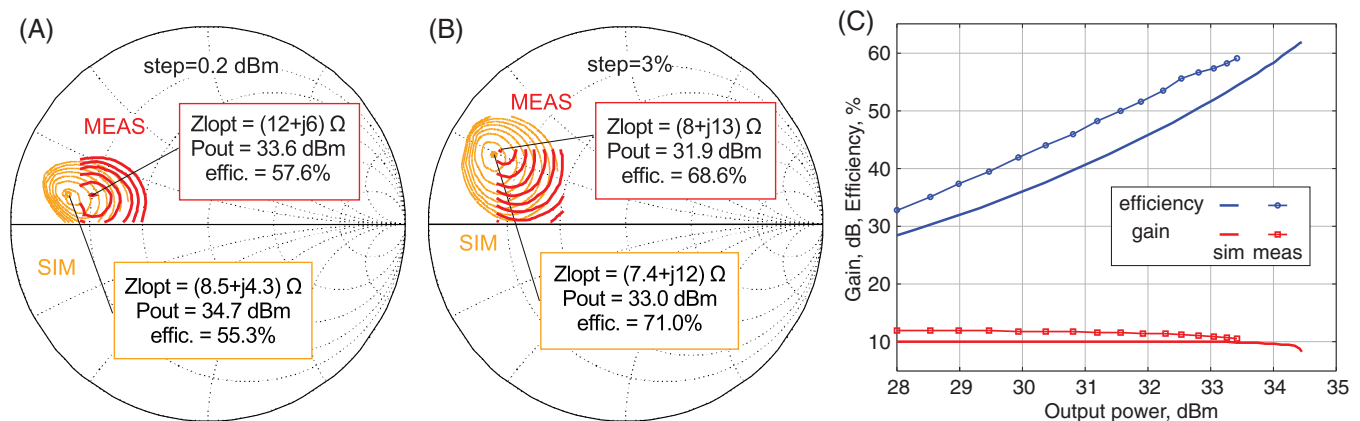 (A)
step=0.2 dBm
MEAS
Zlopt = (12+j6) Ω
Pout = 33.6 dBm
effic. = 57.6%
SIM
Zlopt = (8.5+j4.3) Ω
Pout = 34.7 dBm
effic. = 55.3%
(B)
step=3%
MEAS
Zlopt = (8+j13) Ω
Pout = 31.9 dBm
effic. = 68.6%
SIM
Zlopt = (7.4+j12) Ω
Pout = 33.0 dBm
effic. = 71.0%
(C)
Gain, dB, Efficiency, %
60
50
40
30
20
10
efficiency
gain
sim meas
28 29 30 31 32 33 34 35
Output power, dBm